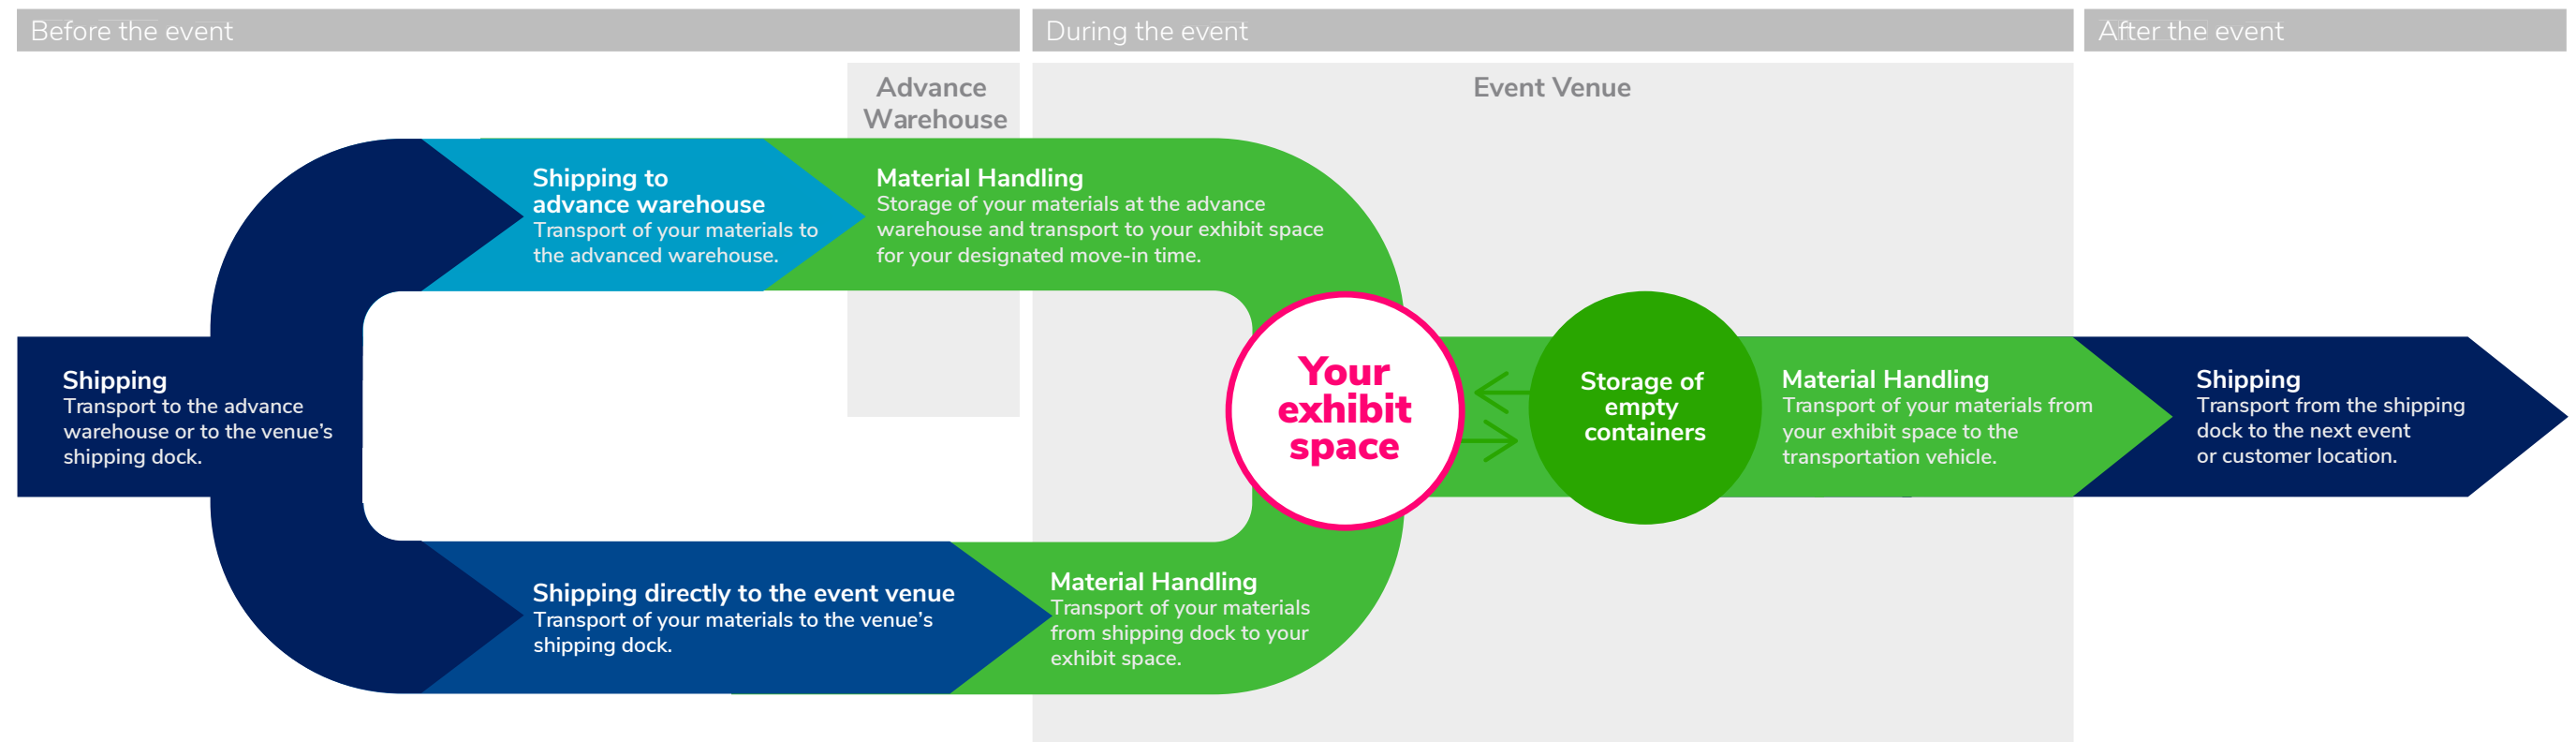 Before the event
During the event
After the event
Advance
Warehouse
Event Venue
Shipping
Transport to the advance
warehouse or to the venue’s
shipping dock.
Shipping to
advance warehouse
Transport of your materials to
the advanced warehouse.
Material Handling
Storage of your materials at the advance
warehouse and transport to your exhibit space
for your designated move-in time.
Shipping directly to the event venue
Transport of your materials to the venue’s
shipping dock.
Material Handling
Transport of your materials
from shipping dock to your
exhibit space.
Your
exhibit
space
Storage of
empty
containers
Material Handling
Transport of your materials from
your exhibit space to the
transportation vehicle.
Shipping
Transport from the shipping
dock to the next event
or customer location.